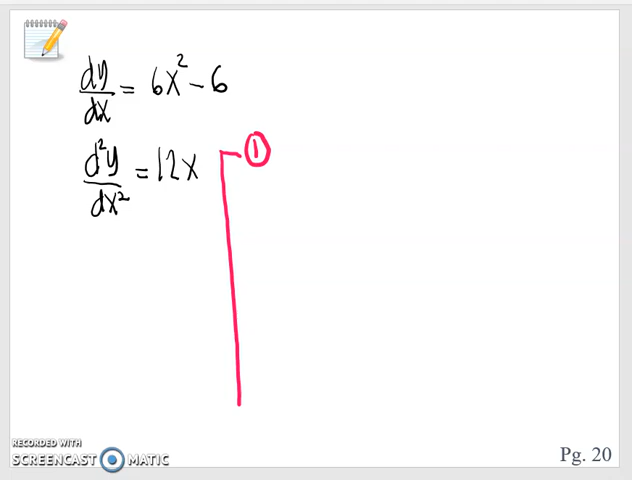 dy/dx = 6x² - 6
d²y/dx² = 12x
①
RECORDED WITH
SCREENCAST MATIC
Pg. 20